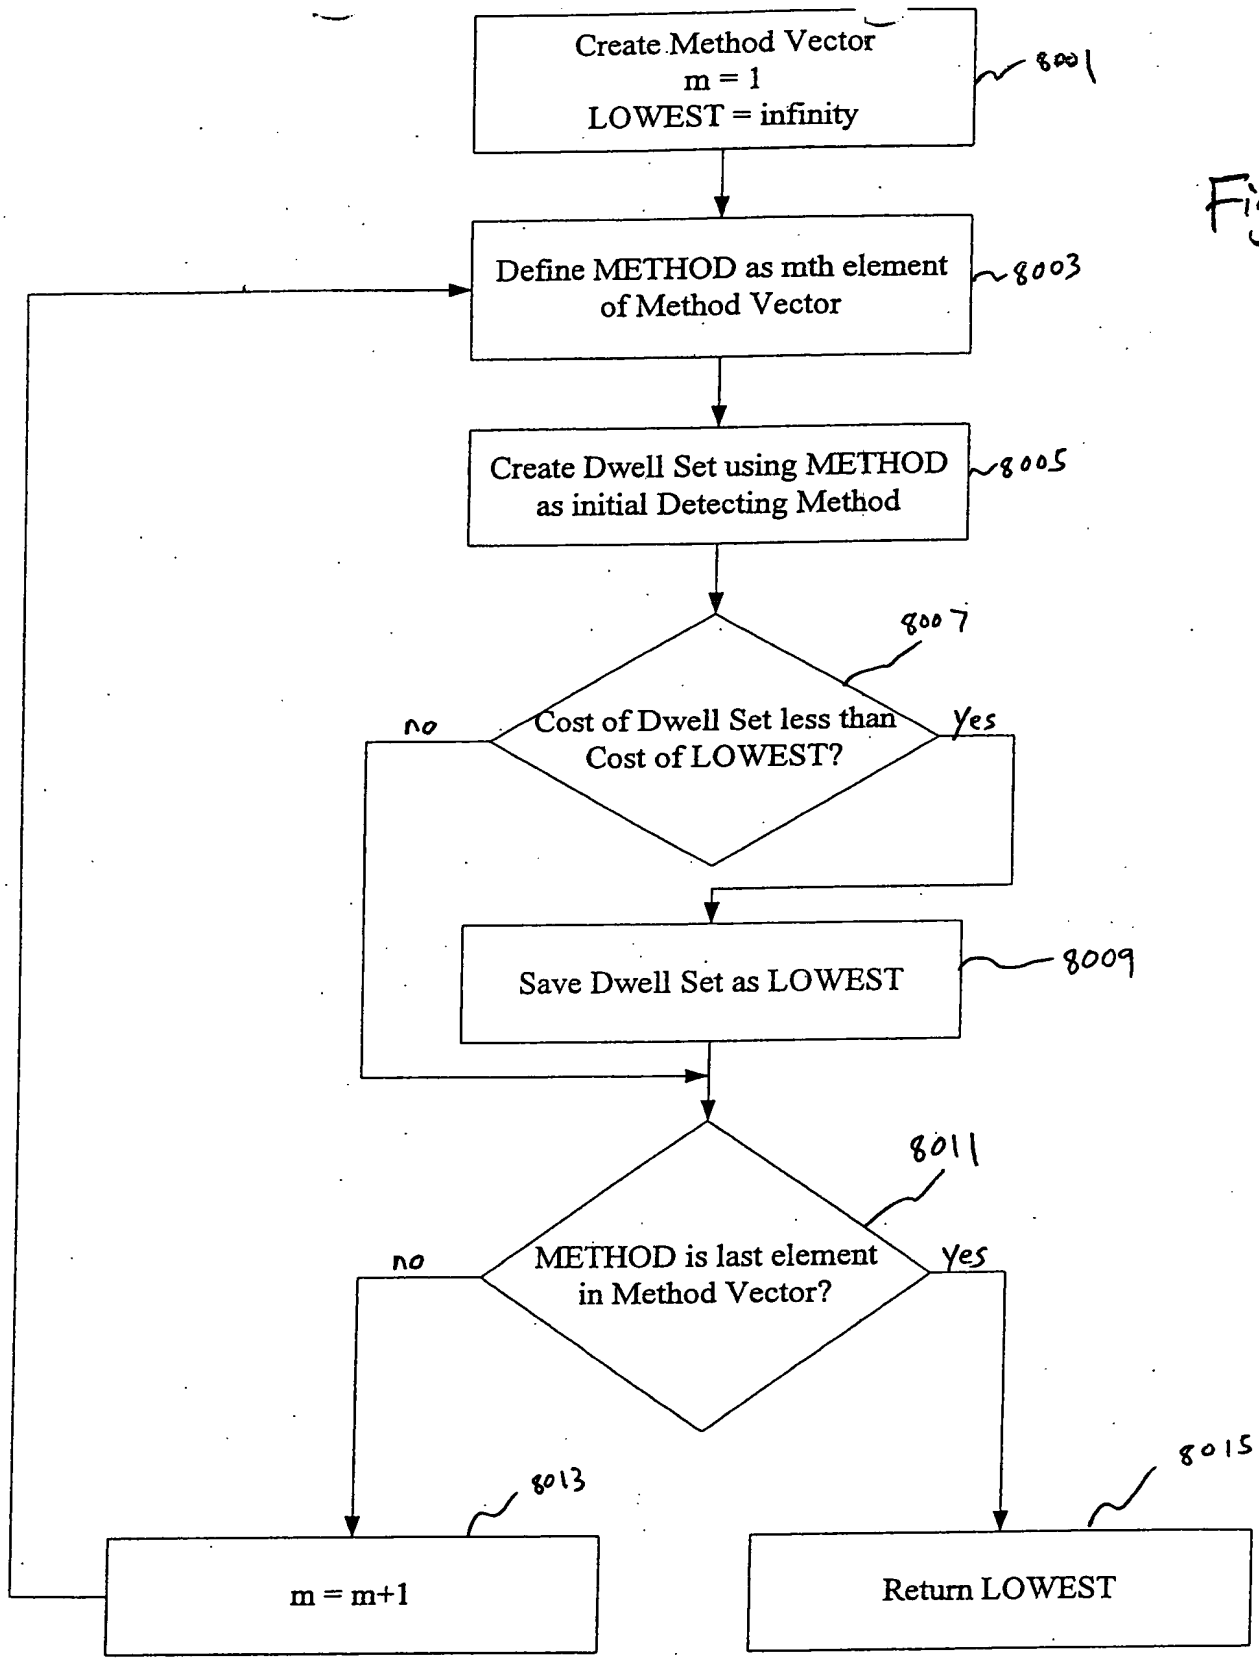 Create Method Vector
m = 1
LOWEST = infinity
8001
Define METHOD as mth element
of Method Vector
8003
Create Dwell Set using METHOD
as initial Detecting Method
8005
8007
Cost of Dwell Set less than
Cost of LOWEST?
no
yes
Save Dwell Set as LOWEST
8009
8011
METHOD is last element
in Method Vector?
no
yes
8013
m = m+1
8015
Return LOWEST